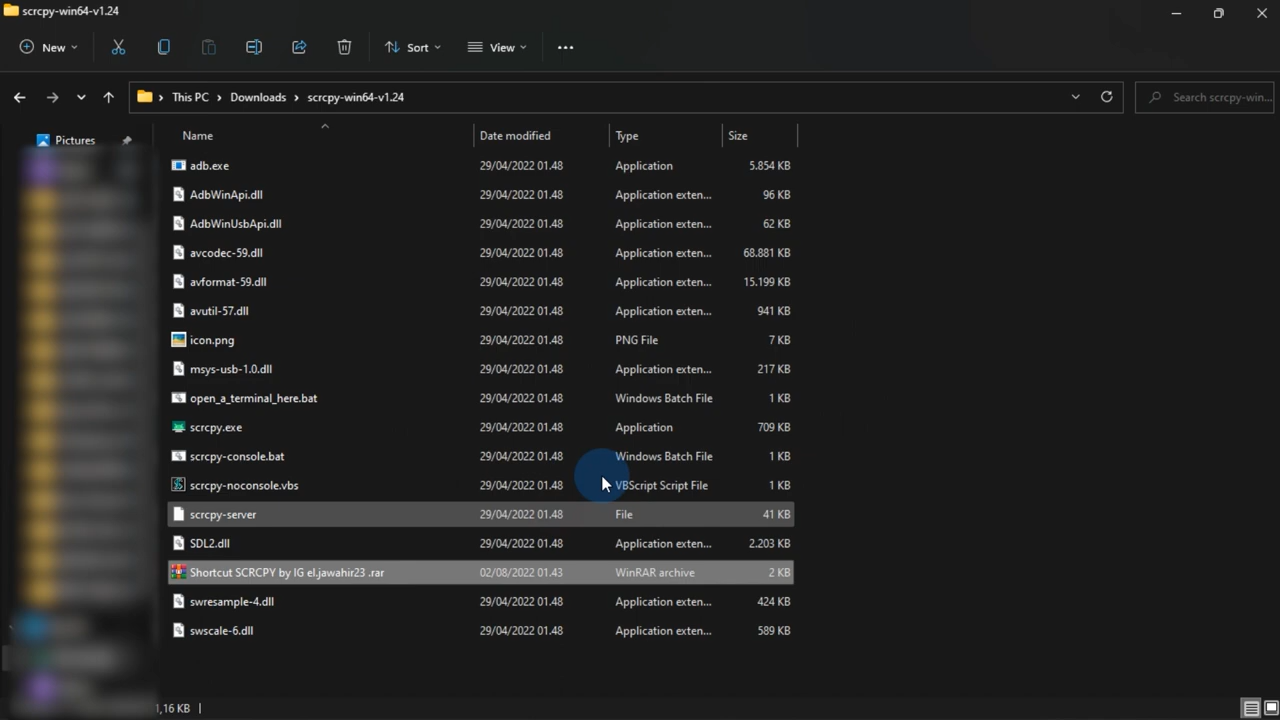 scrcpy-win64-v1.24
New
Sort
View
This PC > Downloads > scrcpy-win64-v1.24
Search scrcpy-win...
Pictures
Name Date modified Type Size
adb.exe 29/04/2022 01.48 Application 5.854 KB
AdbWinApi.dll 29/04/2022 01.48 Application exten... 96 KB
AdbWinUsbApi.dll 29/04/2022 01.48 Application exten... 62 KB
avcodec-59.dll 29/04/2022 01.48 Application exten... 68.881 KB
avformat-59.dll 29/04/2022 01.48 Application exten... 15.199 KB
avutil-57.dll 29/04/2022 01.48 Application exten... 941 KB
icon.png 29/04/2022 01.48 PNG File 7 KB
msys-usb-1.0.dll 29/04/2022 01.48 Application exten... 217 KB
open_a_terminal_here.bat 29/04/2022 01.48 Windows Batch File 1 KB
scrcpy.exe 29/04/2022 01.48 Application 709 KB
scrcpy-console.bat 29/04/2022 01.48 Windows Batch File 1 KB
scrcpy-noconsole.vbs 29/04/2022 01.48 VBScript Script File 1 KB
scrcpy-server 29/04/2022 01.48 File 41 KB
SDL2.dll 29/04/2022 01.48 Application exten... 2.203 KB
Shortcut SCRCPY by IG el.jawahir23 .rar 02/08/2022 01.43 WinRAR archive 2 KB
swresample-4.dll 29/04/2022 01.48 Application exten... 424 KB
swscale-6.dll 29/04/2022 01.48 Application exten... 589 KB
1,16 KB